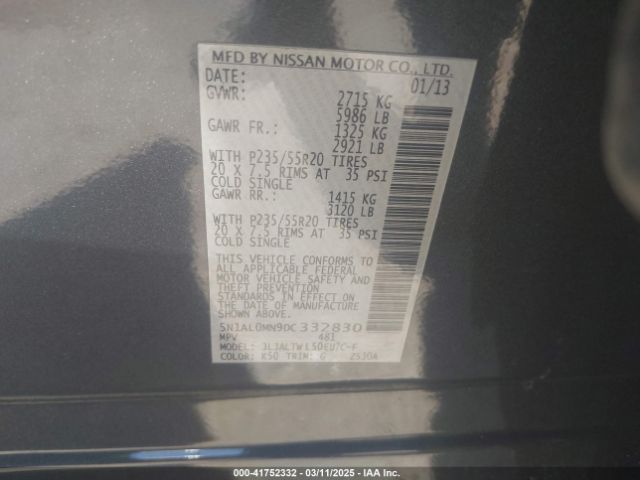 MFD BY NISSAN MOTOR CO., LTD.
DATE: 01/13
GVWR: 2715 KG
5986 LB
GAWR FR.: 1325 KG
2921 LB
WITH P235/55R20 TIRES
20 X 7.5 RIMS AT 35 PSI
COLD SINGLE
GAWR RR.: 1415 KG
3120 LB
WITH P235/55R20 TIRES
20 X 7.5 RIMS AT 35 PSI
COLD SINGLE
THIS VEHICLE CONFORMS TO
ALL APPLICABLE FEDERAL
MOTOR VEHICLE SAFETY AND
THEFT PREVENTION
STANDARDS IN EFFECT ON
THE DATE OF MANUFACTURE
SHOWN ABOVE.
5N1AL0MN9DC332830
MPV 481
MODEL:
COLOR: K50 TRIM: G
000-41752332 - 03/11/2025 - IAA Inc.